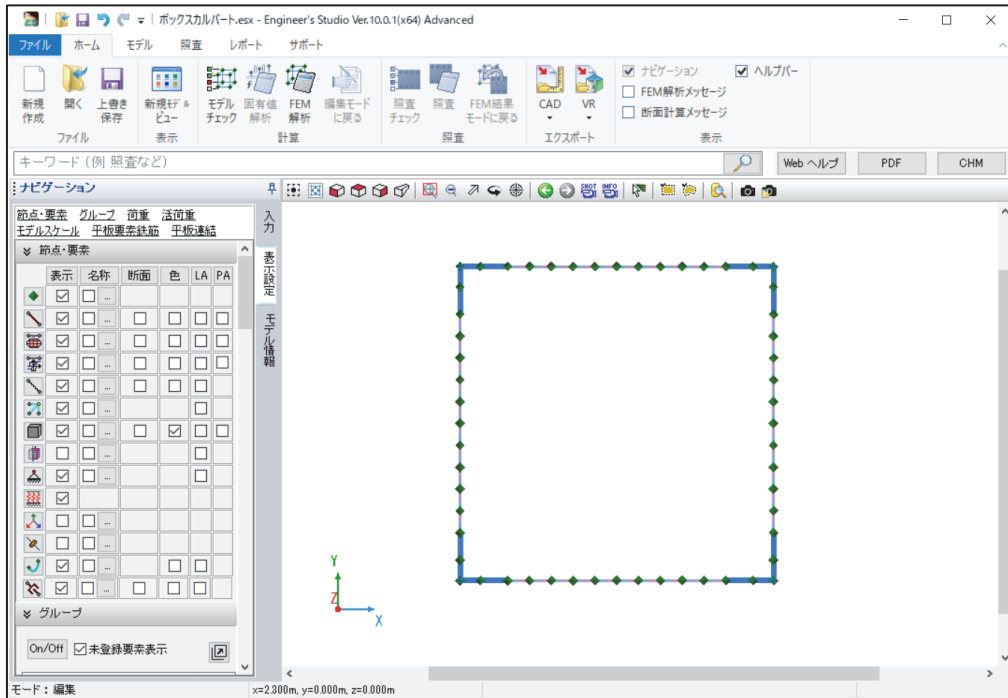 ボックスカルバート.esx - Engineer's Studio Ver.10.0.1(x64) Advanced
ファイル ホーム モデル 照査 レポート サポート
新規作成
開く
上書き保存
新規モデルビュー
モデルチェック
固有値解析
FEM解析
編集モードに戻る
照査チェック
照査
FEM結果モードに戻る
CAD
VR
ナビゲーション
ヘルプバー
FEM解析メッセージ
断面計算メッセージ
ファイル 表示 計算 照査 エクスポート 表示
キーワード (例 照査など)
Web ヘルプ PDF CHM
ナビゲーション
節点・要素 グループ 荷重 活荷重
モデルスケール 平板要素鉄筋 平板連結
入力
表示設定
モデル情報
節点・要素
表示 名称 断面 色 LA PA
SHOT INFO
Y
Z
X
グループ
On/Off 未登録要素表示
モード : 編集
x=2.300m, y=0.000m, z=0.000m